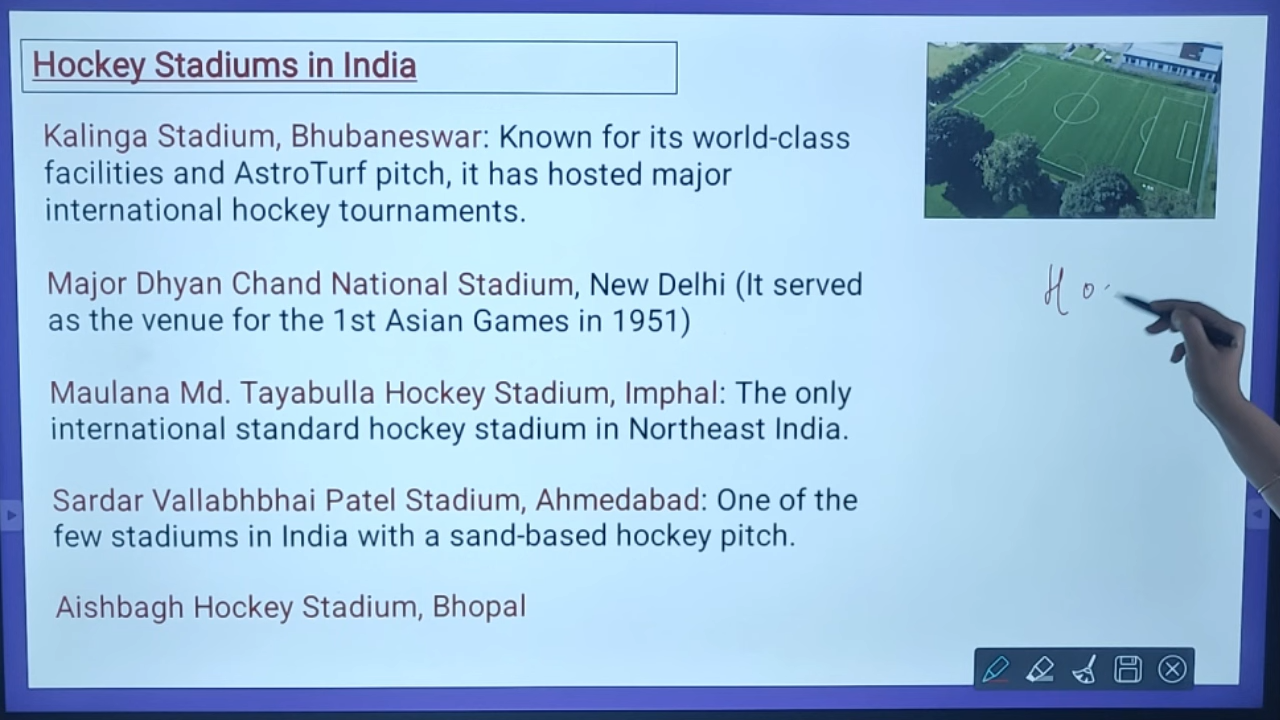 Hockey Stadiums in India
Kalinga Stadium, Bhubaneswar: Known for its world-class
facilities and AstroTurf pitch, it has hosted major
international hockey tournaments.
Major Dhyan Chand National Stadium, New Delhi (It served
as the venue for the 1st Asian Games in 1951)
Maulana Md. Tayabulla Hockey Stadium, Imphal: The only
international standard hockey stadium in Northeast India.
Sardar Vallabhbhai Patel Stadium, Ahmedabad: One of the
few stadiums in India with a sand-based hockey pitch.
Aishbagh Hockey Stadium, Bhopal
Ho